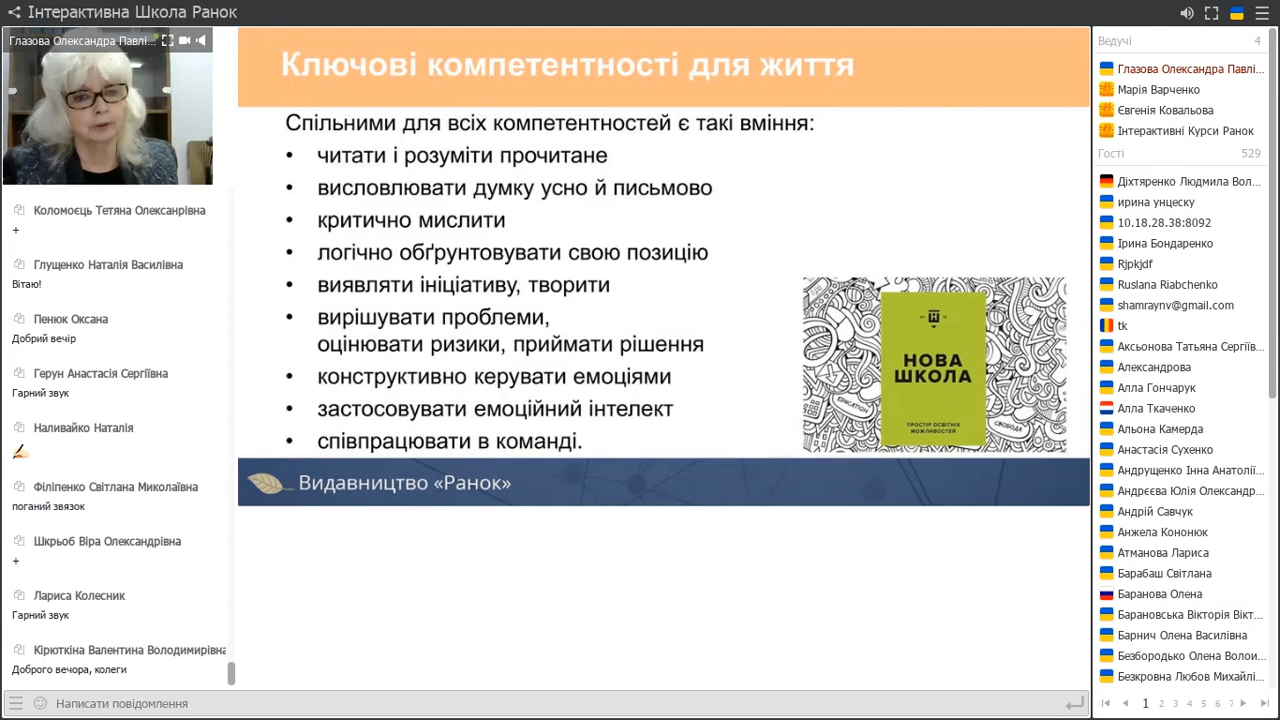 Інтерактивна Школа Ранок
Глазова Олександра Павлі...
Коломоєць Тетяна Олександрівна
+
Глущенко Наталія Василівна
Вітаю!
Пенюк Оксана
Добрий вечір
Герун Анастасія Сергіївна
Гарний звук
Наливайко Наталія
Філіпенко Світлана Миколаївна
поганий звязок
Шкрьоб Віра Олександрівна
+
Лариса Колесник
Гарний звук
Кірюткіна Валентина Володимирівна
Доброго вечора, колеги
Написати повідомлення
Ключові компетентності для життя
Спільними для всіх компетентностей є такі вміння:
• читати і розуміти прочитане
• висловлювати думку усно й письмово
• критично мислити
• логічно обґрунтовувати свою позицію
• виявляти ініціативу, творити
• вирішувати проблеми,
оцінювати ризики, приймати рішення
• конструктивно керувати емоціями
• застосовувати емоційний інтелект
• співпрацювати в команді.
Н
НОВА
ШКОЛА
ПРОСТІР ОСВІТНІХ
МОЖЛИВОСТЕЙ
EDUCATION
СВОБОДА
Видавництво «Ранок»
Ведучі 4
Глазова Олександра Павлі...
Марія Варченко
Євгенія Ковальова
Інтерактивні Курси Ранок
Гості 529
Діхтяренко Людмила Вол...
ирина унцеску
10.18.28.38:8092
Ірина Бондаренко
Rjpkjdf
Ruslana Riabchenko
shamraynv@gmail.com
tk
Аксьонова Татьяна Сергіїв...
Александрова
Алла Гончарук
Алла Ткаченко
Альона Камерда
Анастасія Сухенко
Андрущенко Інна Анатолії...
Андрєєва Юлія Олександр...
Андрій Савчук
Анжела Кононюк
Атманова Лариса
Барабаш Світлана
Баранова Олена
Барановська Вікторія Вікт...
Барнич Олена Василівна
Безбородько Олена Волои...
Безкровна Любов Михайлі...
1 2 3 4 5 6 7